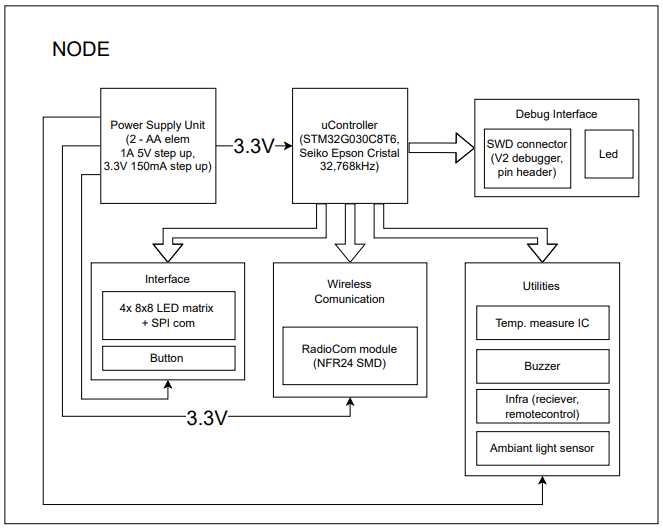 NODE
Power Supply Unit
(2 - AA elem
1A 5V step up,
3.3V 150mA step up)
3.3V
uController
(STM32G030C8T6,
Seiko Epson Cristal
32,768kHz)
Debug Interface
SWD connector
(V2 debugger,
pin header)
Led
Interface
4x 8x8 LED matrix
+ SPI com
Button
Wireless
Comunication
RadioCom module
(NFR24 SMD)
Utilities
Temp. measure IC
Buzzer
Infra (reciever,
remotecontrol)
Ambiant light sensor
3.3V